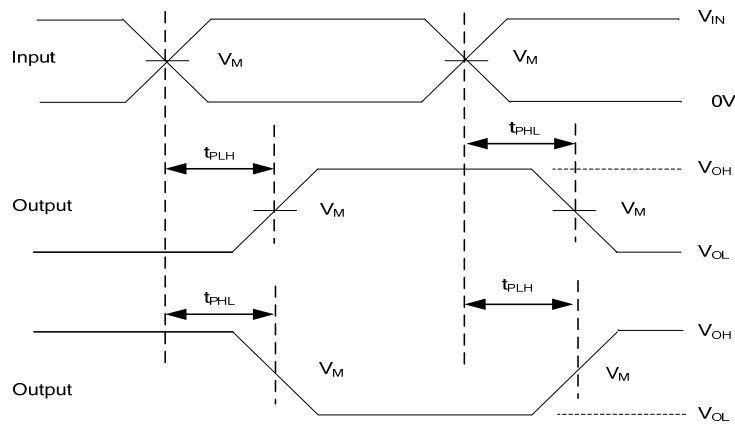 V_IN
Input V_M V_M
0V
t_PLH t_PHL
V_OH
Output V_M V_M
V_OL
t_PHL t_PLH
V_OH
V_M V_M
Output
V_OL